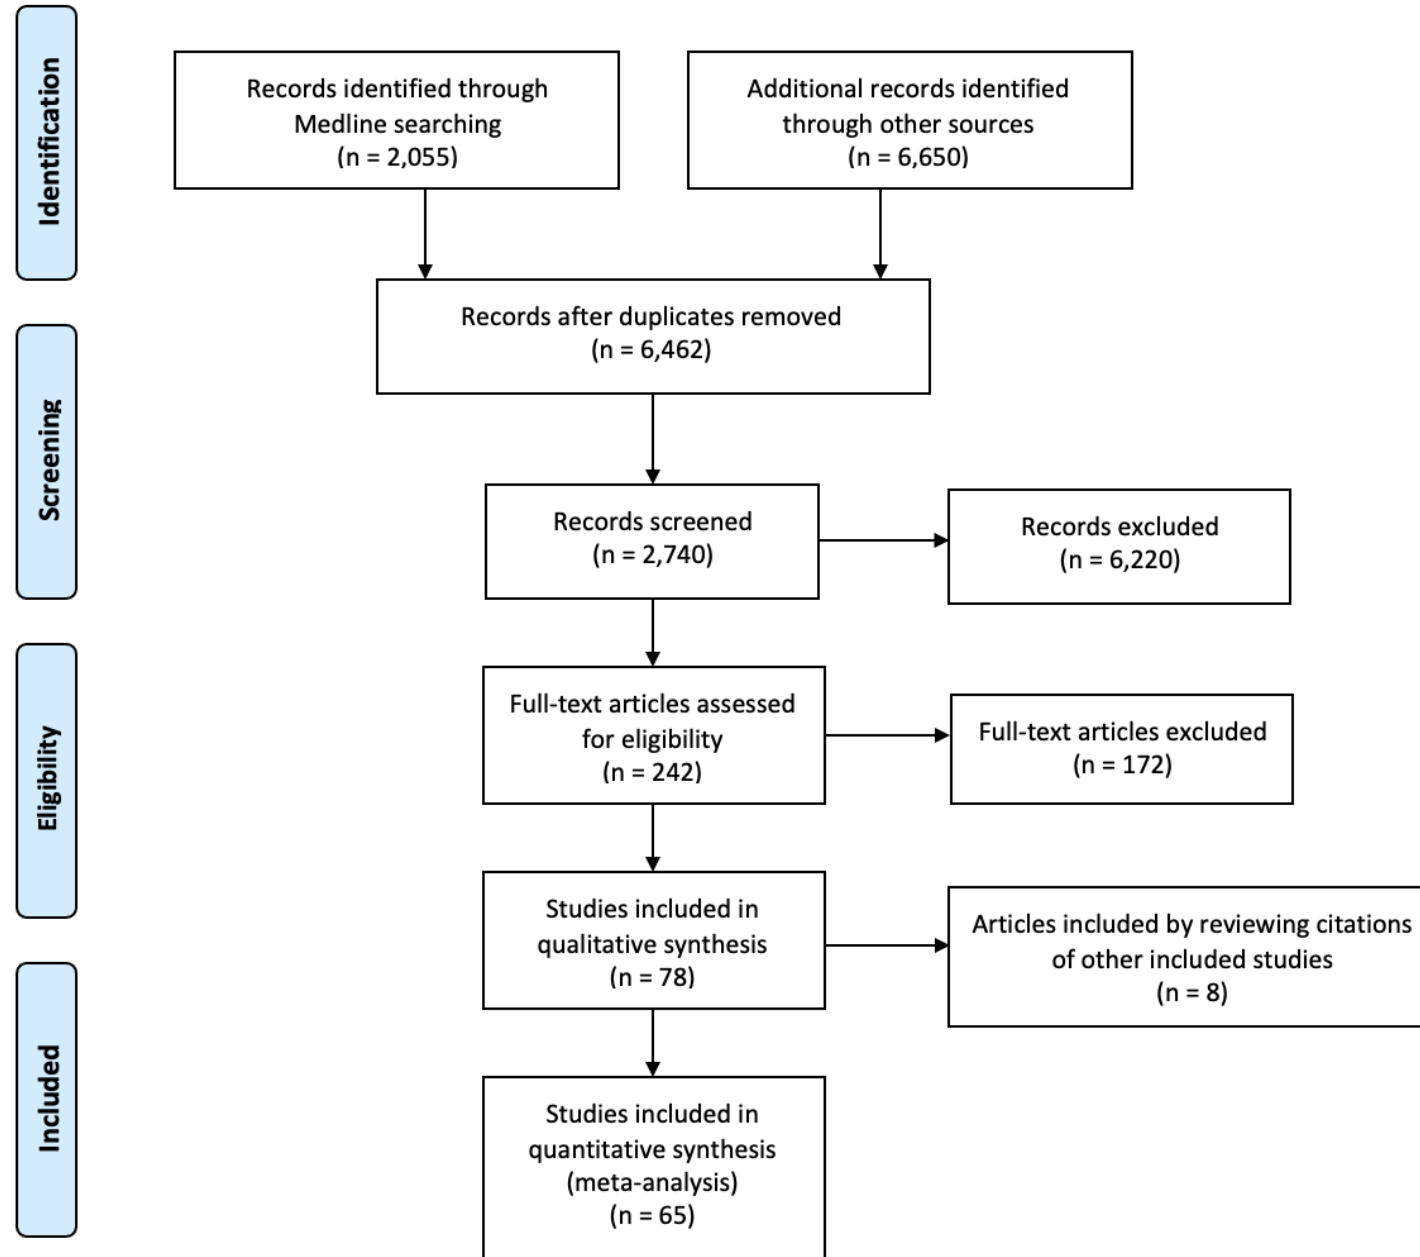 Identification
Records identified through
Medline searching
(n = 2,055)
Additional records identified
through other sources
(n = 6,650)
Records after duplicates removed
(n = 6,462)
Screening
Records screened
(n = 2,740)
Records excluded
(n = 6,220)
Eligibility
Full-text articles assessed
for eligibility
(n = 242)
Full-text articles excluded
(n = 172)
Studies included in
qualitative synthesis
(n = 78)
Articles included by reviewing citations
of other included studies
(n = 8)
Included
Studies included in
quantitative synthesis
(meta-analysis)
(n = 65)